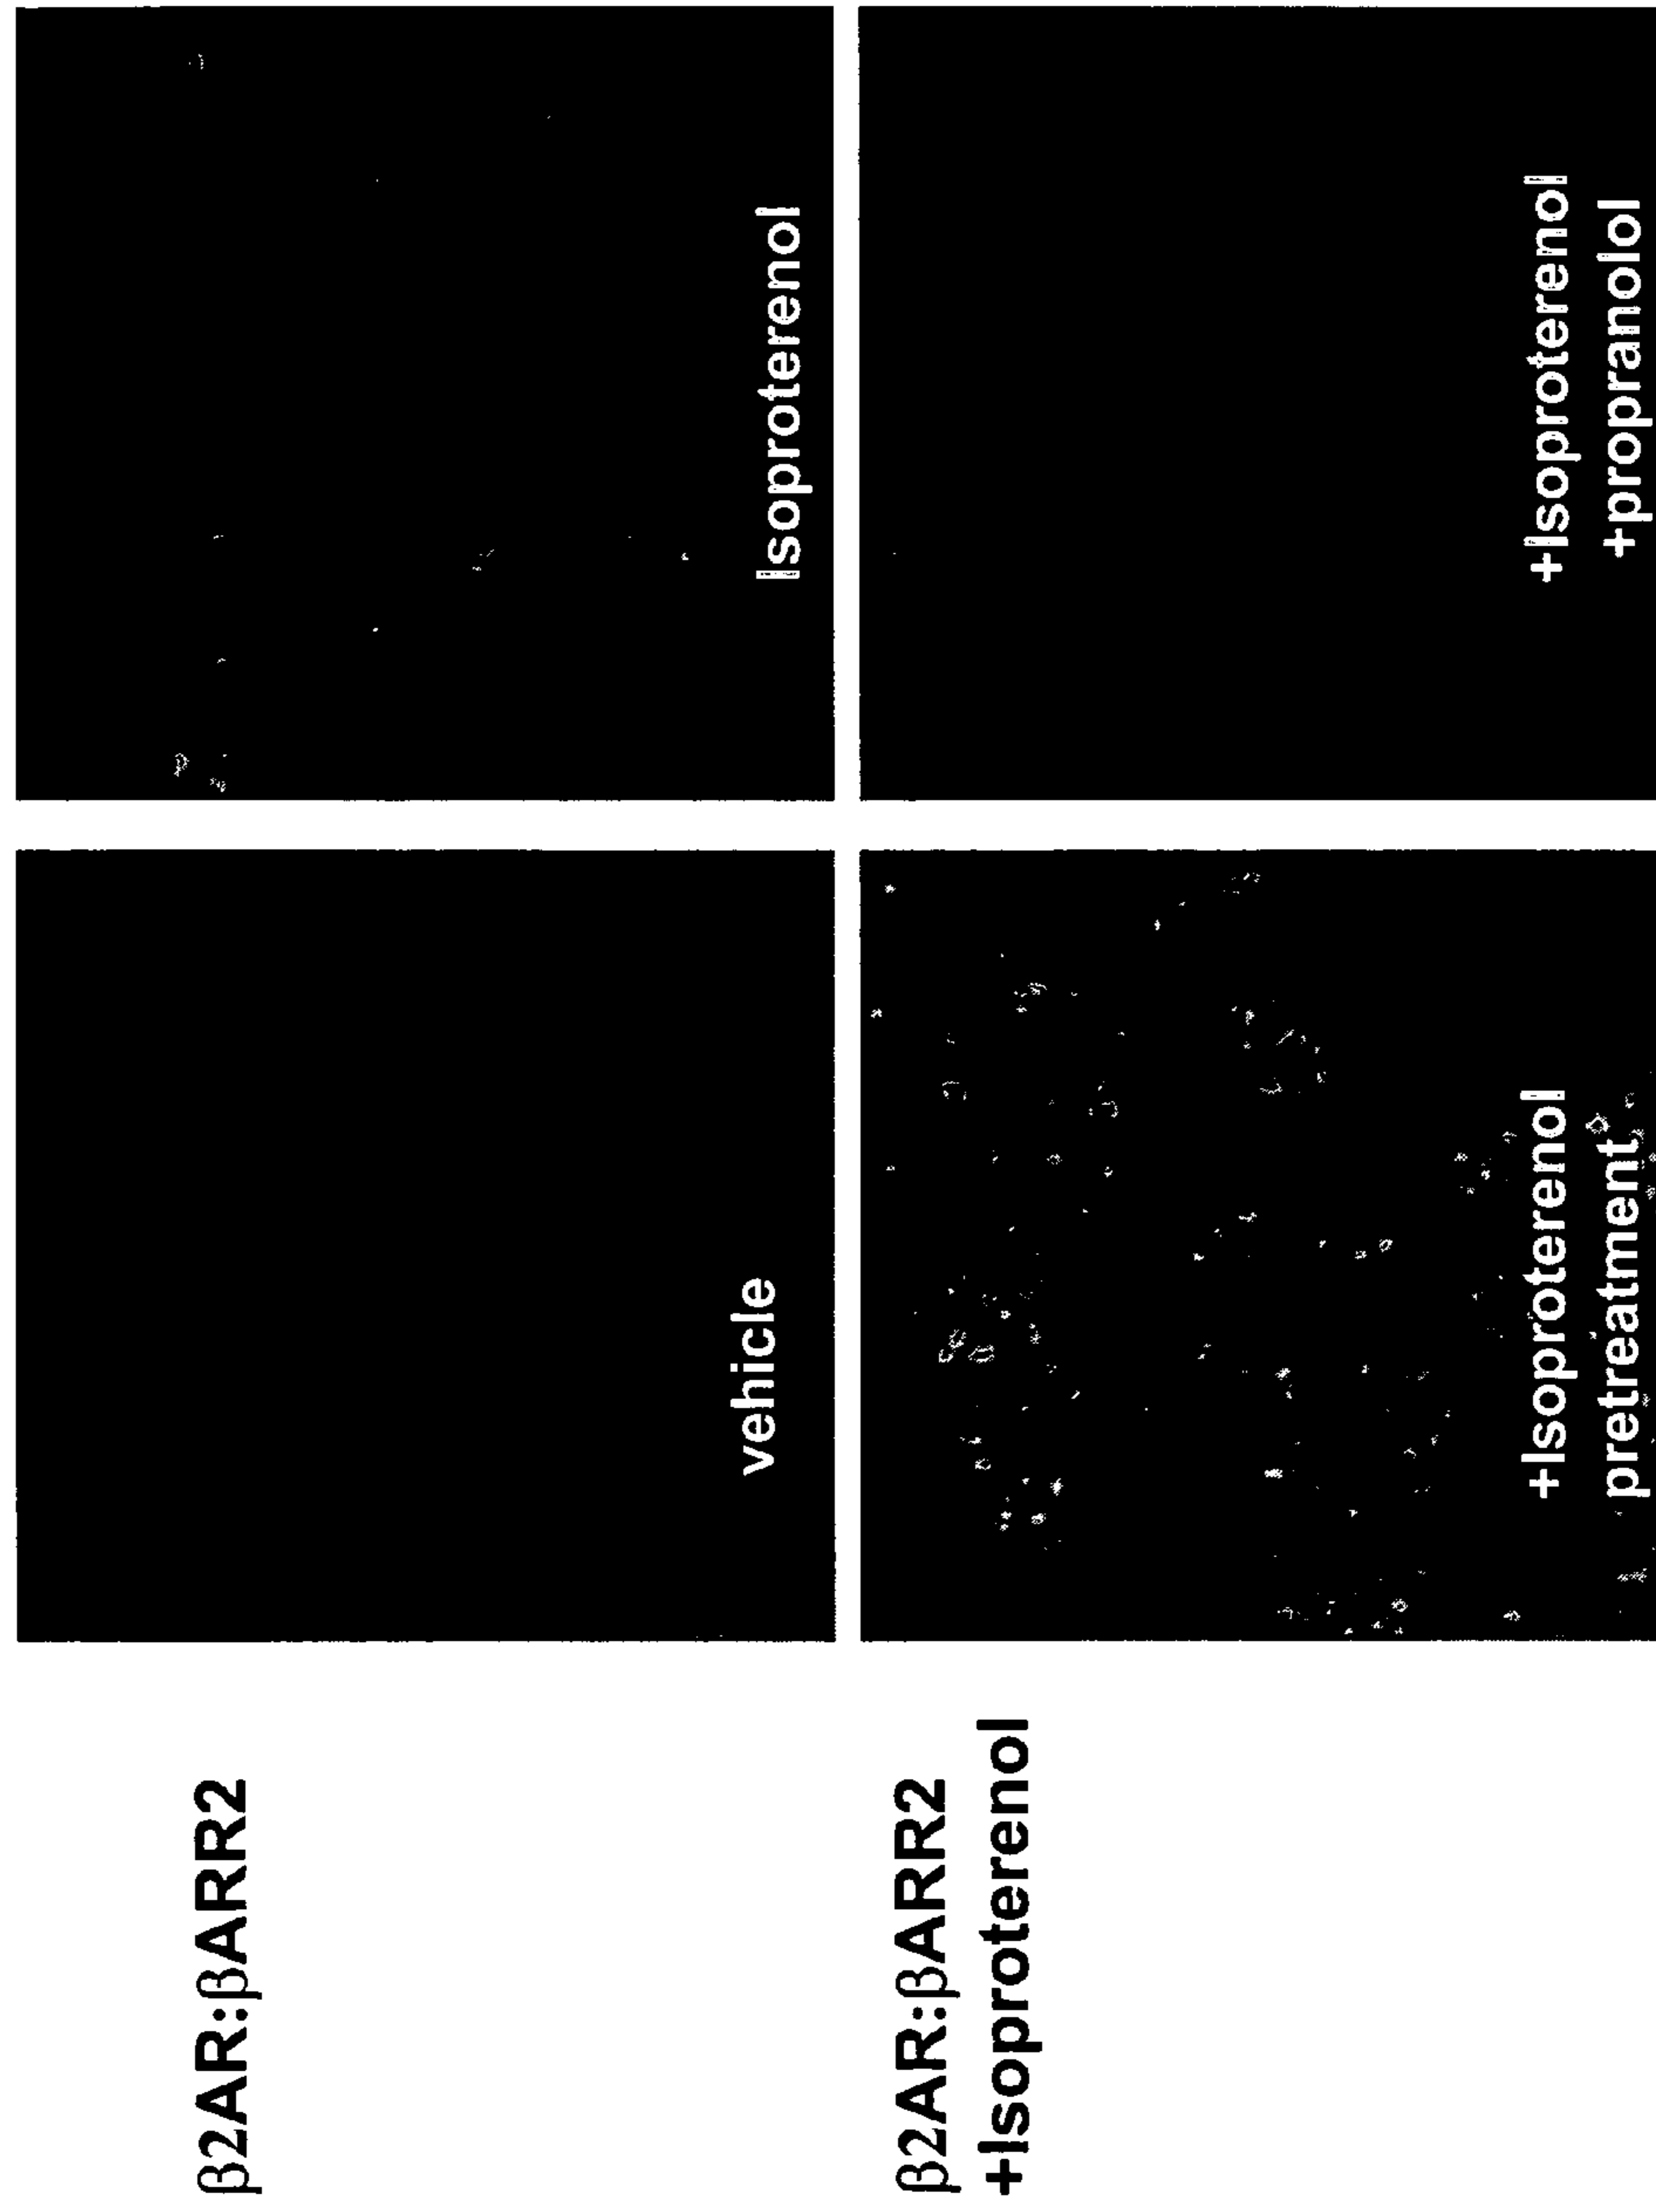 β2AR:βARR2
vehicle
Isoproterenol
β2AR:βARR2
+Isoproterenol
+Isoproterenol
pretreatment
+Isoproterenol
+propranolol